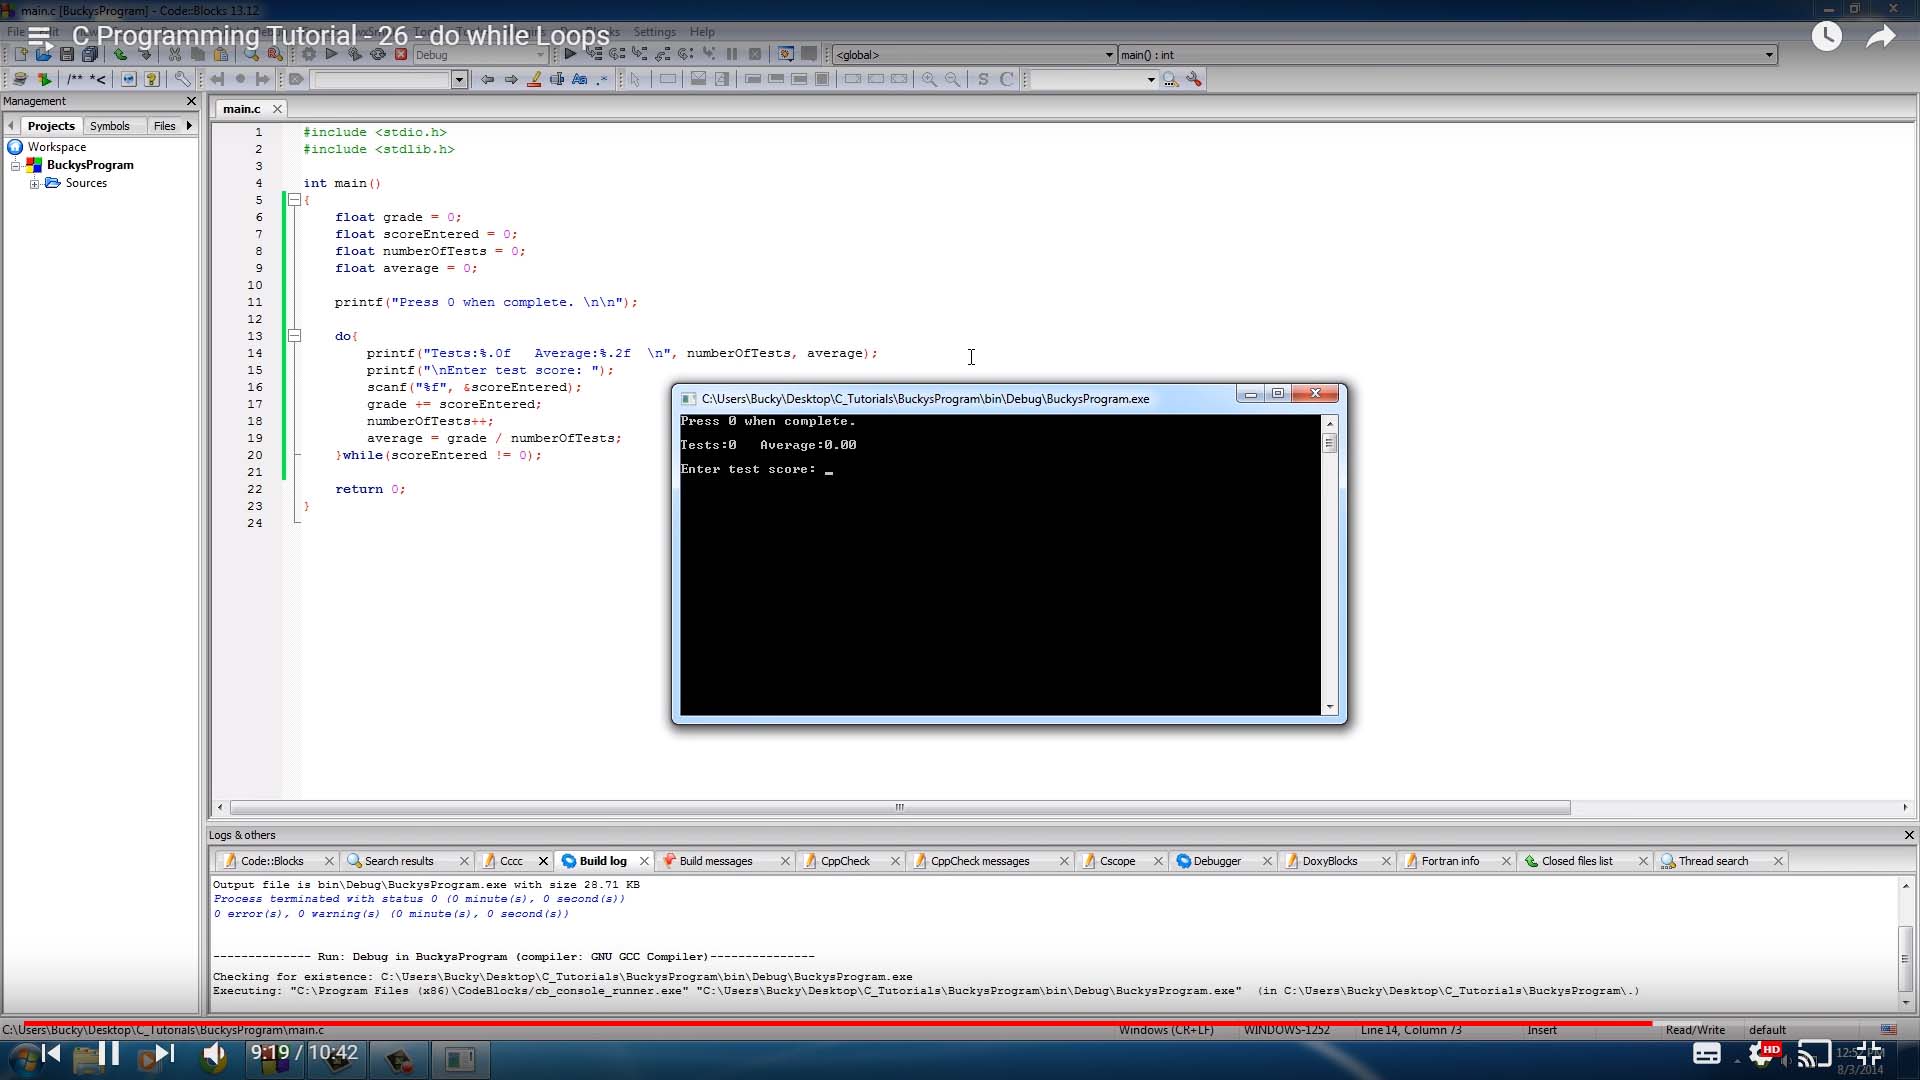 main.c [BuckysProgram] - Code::Blocks 13.12
C Programming Tutorial - 26 - do while Loops
File
Settings Help
Debug
<global>
main() : int
Management
main.c
Projects Symbols Files
Workspace
BuckysProgram
Sources
1 #include <stdio.h>
2 #include <stdlib.h>
3
4 int main()
5 {
6 float grade = 0;
7 float scoreEntered = 0;
8 float numberOfTests = 0;
9 float average = 0;
10
11 printf("Press 0 when complete. \n\n");
12
13 do{
14 printf("Tests:%.0f   Average:%.2f  \n", numberOfTests, average);
15 printf("\nEnter test score: ");
16 scanf("%f", &scoreEntered);
17 grade += scoreEntered;
18 numberOfTests++;
19 average = grade / numberOfTests;
20 }while(scoreEntered != 0);
21
22 return 0;
23 }
24
C:\Users\Bucky\Desktop\C_Tutorials\BuckysProgram\bin\Debug\BuckysProgram.exe
Press 0 when complete.
Tests:0   Average:0.00
Enter test score: _
Logs & others
Code::Blocks Search results Cccc Build log Build messages CppCheck CppCheck messages Cscope Debugger DoxyBlocks Fortran info Closed files list Thread search
Output file is bin\Debug\BuckysProgram.exe with size 28.71 KB
Process terminated with status 0 (0 minute(s), 0 second(s))
0 error(s), 0 warning(s) (0 minute(s), 0 second(s))
-------------- Run: Debug in BuckysProgram (compiler: GNU GCC Compiler)---------------
Checking for existence: C:\Users\Bucky\Desktop\C_Tutorials\BuckysProgram\bin\Debug\BuckysProgram.exe
Executing: "C:\Program Files (x86)\CodeBlocks/cb_console_runner.exe" "C:\Users\Bucky\Desktop\C_Tutorials\BuckysProgram\bin\Debug\BuckysProgram.exe"  (in C:\Users\Bucky\Desktop\C_Tutorials\BuckysProgram\.)
C:\Users\Bucky\Desktop\C_Tutorials\BuckysProgram\main.c
Windows (CR+LF) WINDOWS-1252 Line 14, Column 73 Insert Read/Write default
9:19 / 10:42
HD
12:52 PM
8/3/2014